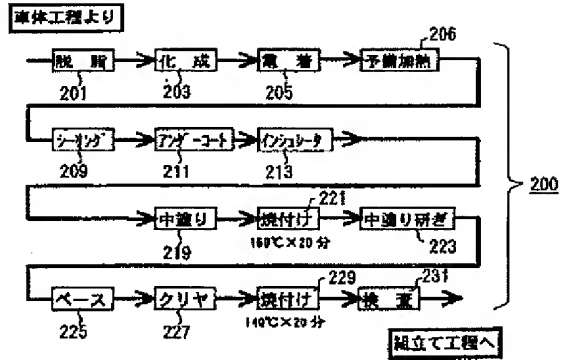 車体工程より
206
脱脂 化成 電着 予備加熱
201 203 205
シーリング アンダーコート インシュレータ
209 211 213
200
221
中塗り 焼付け 中塗り研ぎ
219 160℃×20分 223
229 231
ベース クリヤ 焼付け 検査
225 227 140℃×20分
組立て工程へ